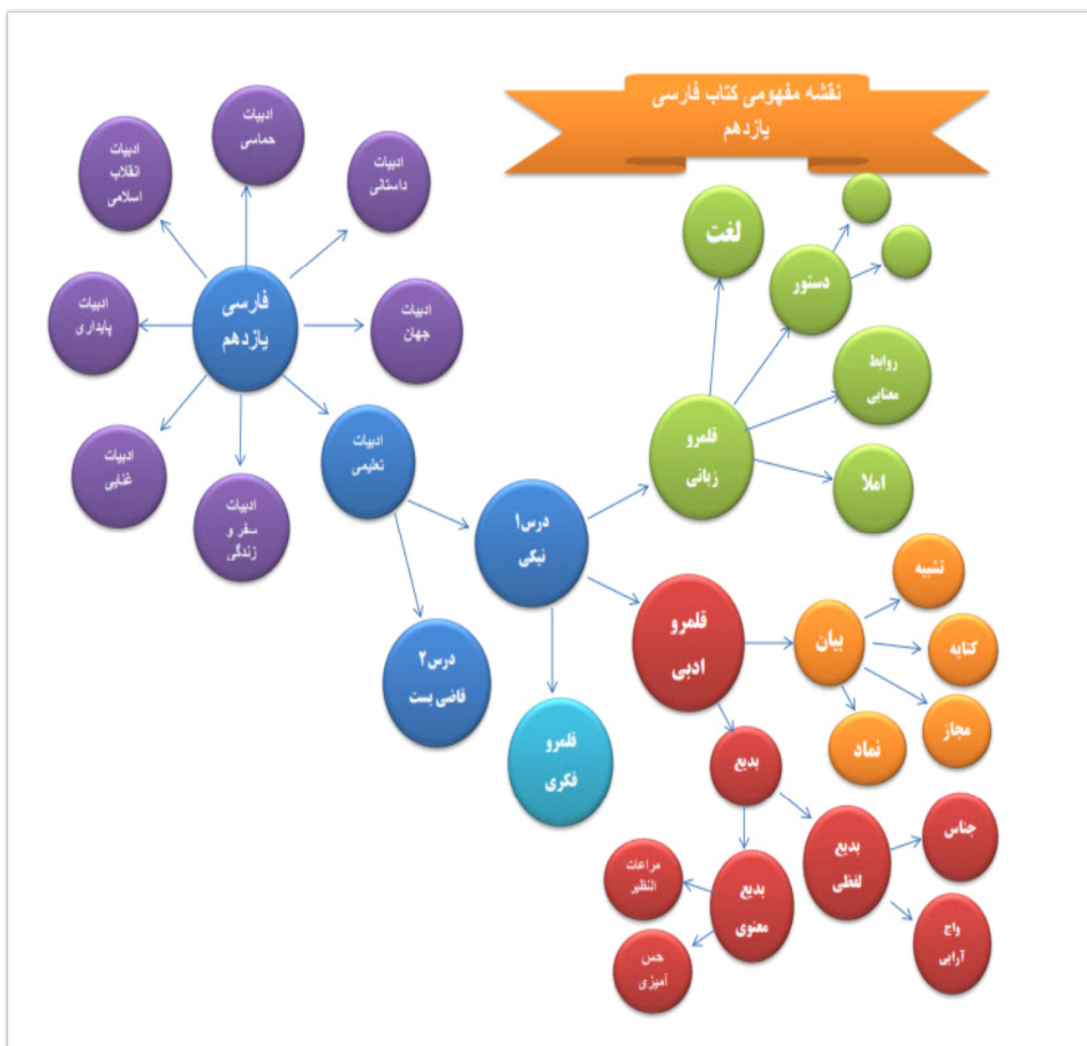 نقشه مفهومی کتاب فارسی
یازدهم
ادبیات
حماسی
ادبیات
انقلاب
اسلامی
ادبیات
داستانی
فارسی
یازدهم
ادبیات
پایداری
ادبیات
جهان
ادبیات
غنایی
ادبیات
سفر و
زندگی
ادبیات
تعلیمی
درس۱
نیکی
درس۲
قاضی بست
قلمرو
فکری
لغت
دستور
روابط
معنایی
قلمرو
زبانی
املا
قلمرو
ادبی
بیان
تشبیه
کنایه
مجاز
نماد
بدیع
بدیع
لفظی
جناس
واج
آرایی
بدیع
معنوی
مراعات
النظیر
حس
آمیزی